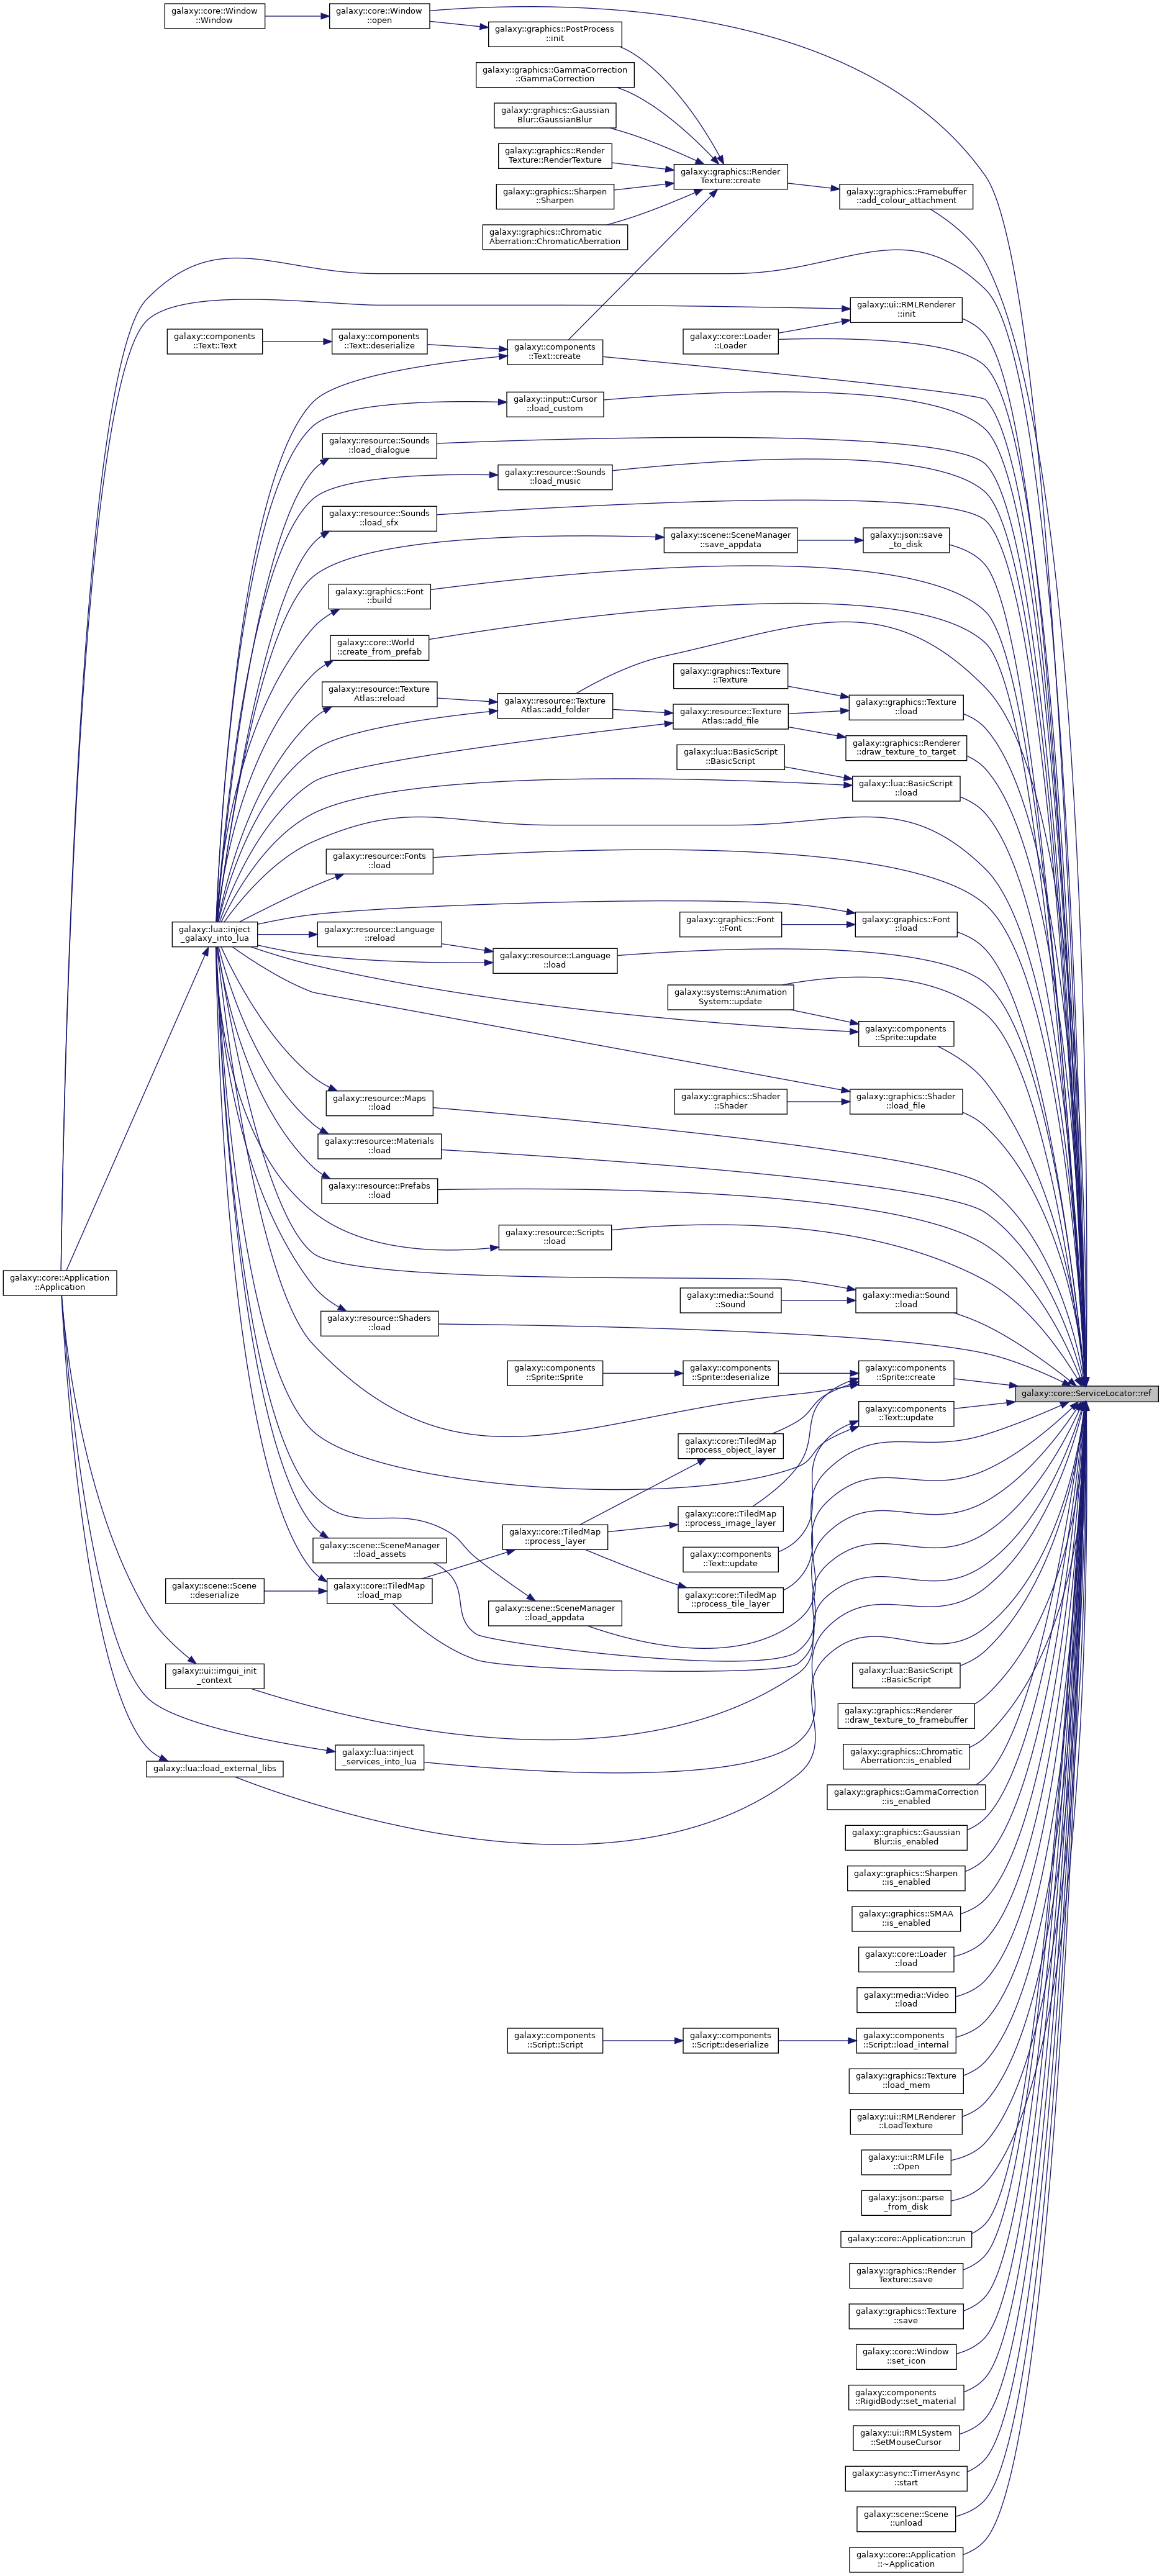 galaxy::core::Window
::Window
galaxy::core::Window
::open
galaxy::graphics::PostProcess
::init
galaxy::graphics::GammaCorrection
::GammaCorrection
galaxy::graphics::Gaussian
Blur::GaussianBlur
galaxy::graphics::Render
Texture::RenderTexture
galaxy::graphics::Render
Texture::create
galaxy::graphics::Sharpen
::Sharpen
galaxy::graphics::Framebuffer
::add_colour_attachment
galaxy::graphics::Chromatic
Aberration::ChromaticAberration
galaxy::ui::RMLRenderer
::init
galaxy::components
::Text::Text
galaxy::components
::Text::deserialize
galaxy::components
::Text::create
galaxy::core::Loader
::Loader
galaxy::input::Cursor
::load_custom
galaxy::resource::Sounds
::load_dialogue
galaxy::resource::Sounds
::load_music
galaxy::resource::Sounds
::load_sfx
galaxy::scene::SceneManager
::save_appdata
galaxy::json::save
_to_disk
galaxy::graphics::Font
::build
galaxy::core::World
::create_from_prefab
galaxy::graphics::Texture
::Texture
galaxy::resource::Texture
Atlas::reload
galaxy::resource::Texture
Atlas::add_folder
galaxy::resource::Texture
Atlas::add_file
galaxy::graphics::Texture
::load
galaxy::graphics::Renderer
::draw_texture_to_target
galaxy::lua::BasicScript
::BasicScript
galaxy::lua::BasicScript
::load
galaxy::resource::Fonts
::load
galaxy::lua::inject
_galaxy_into_lua
galaxy::resource::Language
::reload
galaxy::graphics::Font
::Font
galaxy::graphics::Font
::load
galaxy::resource::Language
::load
galaxy::systems::Animation
System::update
galaxy::components
::Sprite::update
galaxy::resource::Maps
::load
galaxy::graphics::Shader
::Shader
galaxy::graphics::Shader
::load_file
galaxy::resource::Materials
::load
galaxy::resource::Prefabs
::load
galaxy::resource::Scripts
::load
galaxy::core::Application
::Application
galaxy::media::Sound
::Sound
galaxy::media::Sound
::load
galaxy::resource::Shaders
::load
galaxy::components
::Sprite::Sprite
galaxy::components
::Sprite::deserialize
galaxy::components
::Sprite::create
galaxy::core::ServiceLocator::ref
galaxy::components
::Text::update
galaxy::core::TiledMap
::process_object_layer
galaxy::core::TiledMap
::process_image_layer
galaxy::core::TiledMap
::process_layer
galaxy::scene::SceneManager
::load_assets
galaxy::components
::Text::update
galaxy::scene::Scene
::deserialize
galaxy::core::TiledMap
::load_map
galaxy::core::TiledMap
::process_tile_layer
galaxy::scene::SceneManager
::load_appdata
galaxy::ui::imgui_init
_context
galaxy::lua::BasicScript
::BasicScript
galaxy::graphics::Renderer
::draw_texture_to_framebuffer
galaxy::lua::inject
_services_into_lua
galaxy::graphics::Chromatic
Aberration::is_enabled
galaxy::lua::load_external_libs
galaxy::graphics::GammaCorrection
::is_enabled
galaxy::graphics::Gaussian
Blur::is_enabled
galaxy::graphics::Sharpen
::is_enabled
galaxy::graphics::SMAA
::is_enabled
galaxy::core::Loader
::load
galaxy::media::Video
::load
galaxy::components
::Script::Script
galaxy::components
::Script::deserialize
galaxy::components
::Script::load_internal
galaxy::graphics::Texture
::load_mem
galaxy::ui::RMLRenderer
::LoadTexture
galaxy::ui::RMLFile
::Open
galaxy::json::parse
_from_disk
galaxy::core::Application::run
galaxy::graphics::Render
Texture::save
galaxy::graphics::Texture
::save
galaxy::core::Window
::set_icon
galaxy::components
::RigidBody::set_material
galaxy::ui::RMLSystem
::SetMouseCursor
galaxy::async::TimerAsync
::start
galaxy::scene::Scene
::unload
galaxy::core::Application
::~Application